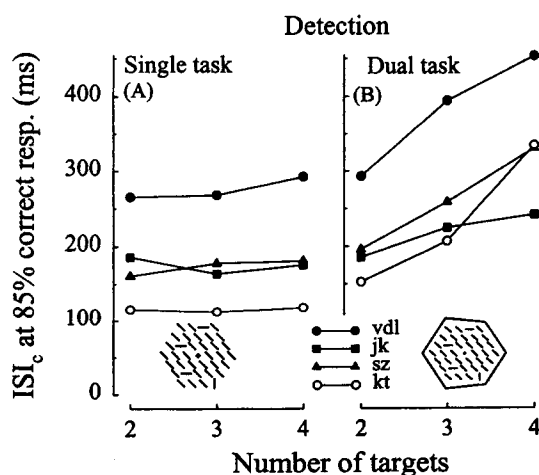 Detection
ISI_c at 85% correct resp. (ms)
Single task
(A)
Dual task
(B)
400
300
200
100
0
vdl
jk
sz
kt
2 3 4
2 3 4
Number of targets